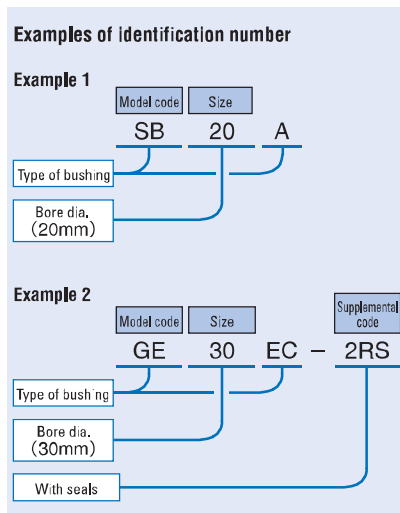 Examples of identification number
Example 1
Model code Size
SB 20 A
Type of bushing
Bore dia.
(20mm)
Example 2
Model code Size Supplemental code
GE 30 EC – 2RS
Type of bushing
Bore dia.
(30mm)
With seals